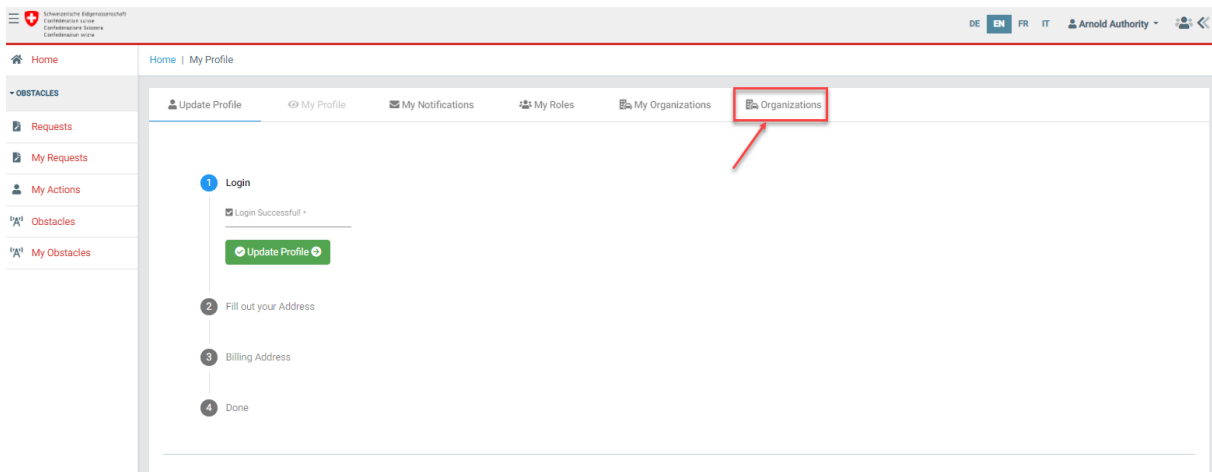 Schweizerische Eidgenossenschaft
Confédération suisse
Confederazione Svizzera
Confederaziun svizra
DE EN FR IT Arnold Authority
Home
Home | My Profile
OBSTACLES
Update Profile My Profile My Notifications My Roles My Organizations Organizations
Requests
My Requests
My Actions
Obstacles
My Obstacles
1 Login
Login Successful! *
Update Profile
2 Fill out your Address
3 Billing Address
4 Done